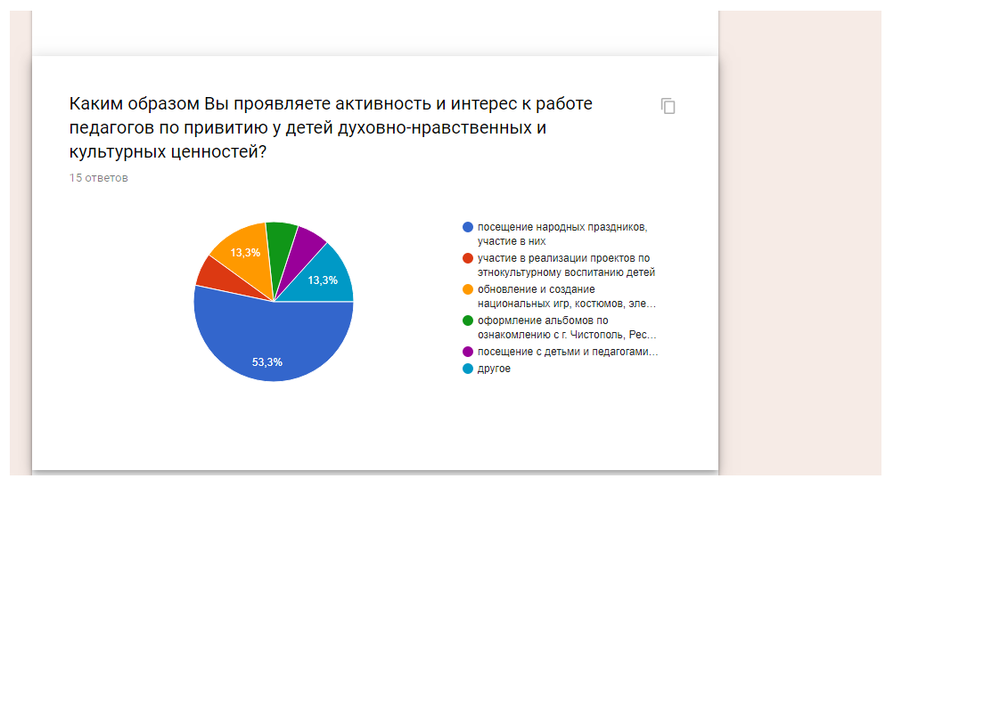 Каким образом Вы проявляете активность и интерес к работе
педагогов по привитию у детей духовно-нравственных и
культурных ценностей?
15 ответов
13,3%
13,3%
53,3%
посещение народных праздников,
участие в них
участие в реализации проектов по
этнокультурному воспитанию детей
обновление и создание
национальных игр, костюмов, эле…
оформление альбомов по
ознакомлению с г. Чистополь, Рес…
посещение с детьми и педагогами…
другое